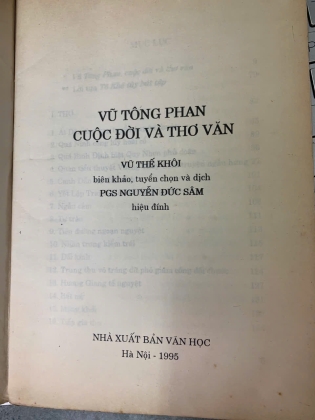 VŨ TÔNG PHAN
CUỘC ĐỜI VÀ THƠ VĂN
VŨ THẾ KHÔI
biên khảo, tuyển chọn và dịch
PGS NGUYỄN ĐỨC SÂM
hiệu đính
NHÀ XUẤT BẢN VĂN HỌC
Hà Nội - 1995